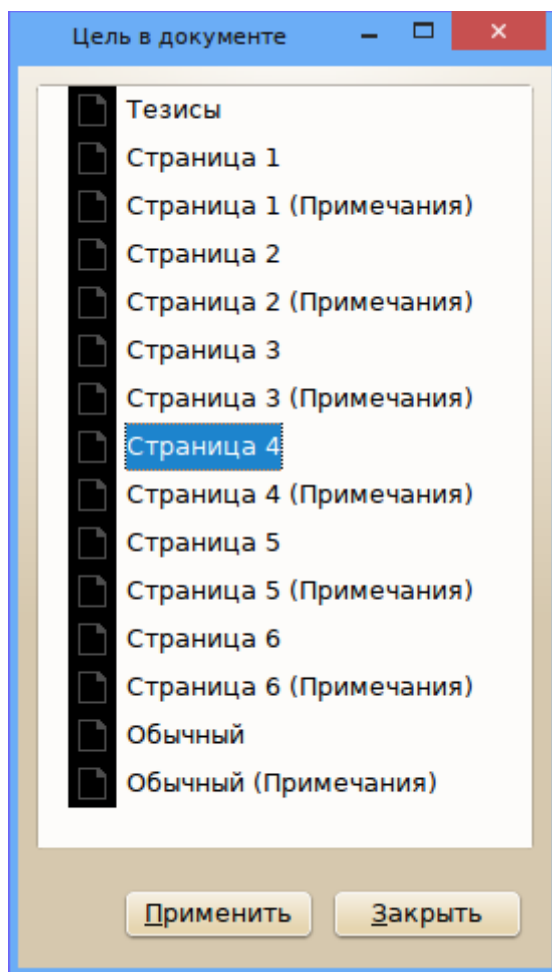 Цель в документе
Тезисы
Страница 1
Страница 1 (Примечания)
Страница 2
Страница 2 (Примечания)
Страница 3
Страница 3 (Примечания)
Страница 4
Страница 4 (Примечания)
Страница 5
Страница 5 (Примечания)
Страница 6
Страница 6 (Примечания)
Обычный
Обычный (Примечания)
Применить Закрыть